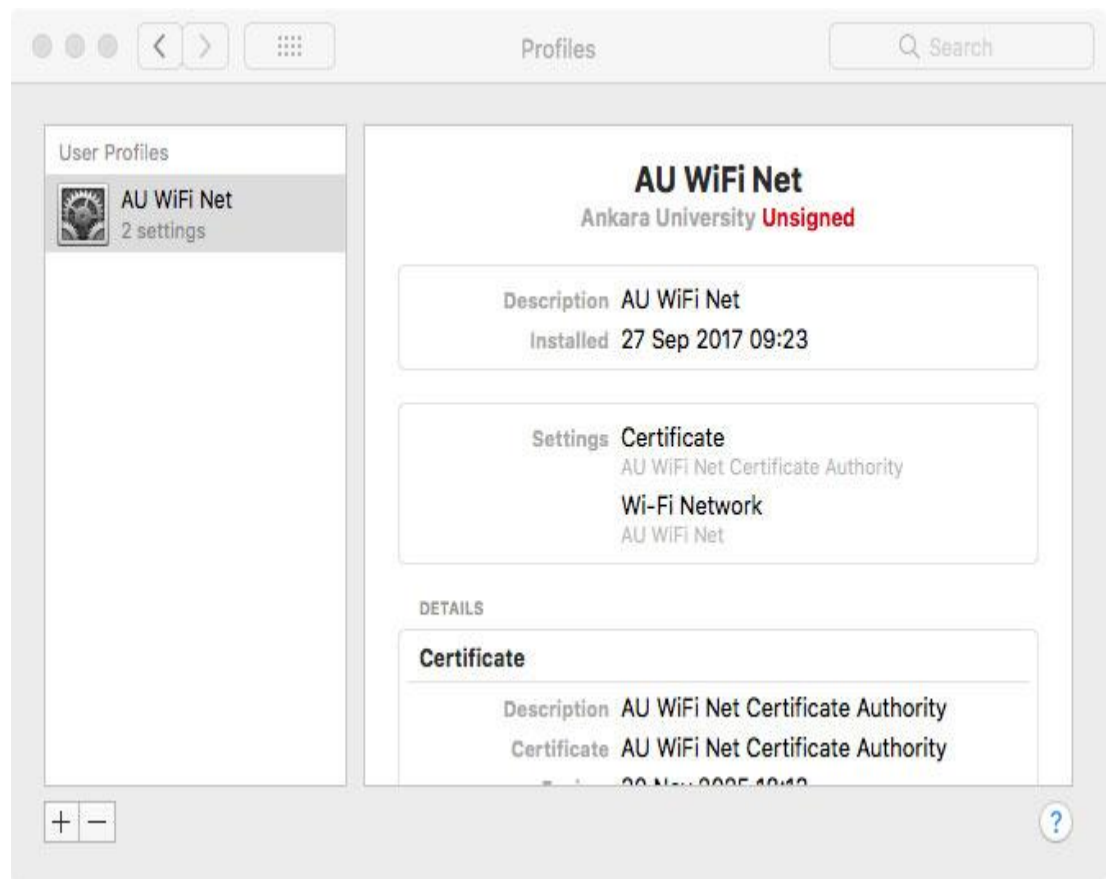 Profiles
Search
User Profiles
AU WiFi Net
2 settings
AU WiFi Net
Ankara University Unsigned
Description AU WiFi Net
Installed 27 Sep 2017 09:23
Settings Certificate
AU WiFi Net Certificate Authority
Wi-Fi Network
AU WiFi Net
DETAILS
Certificate
Description AU WiFi Net Certificate Authority
Certificate AU WiFi Net Certificate Authority
+ −
?